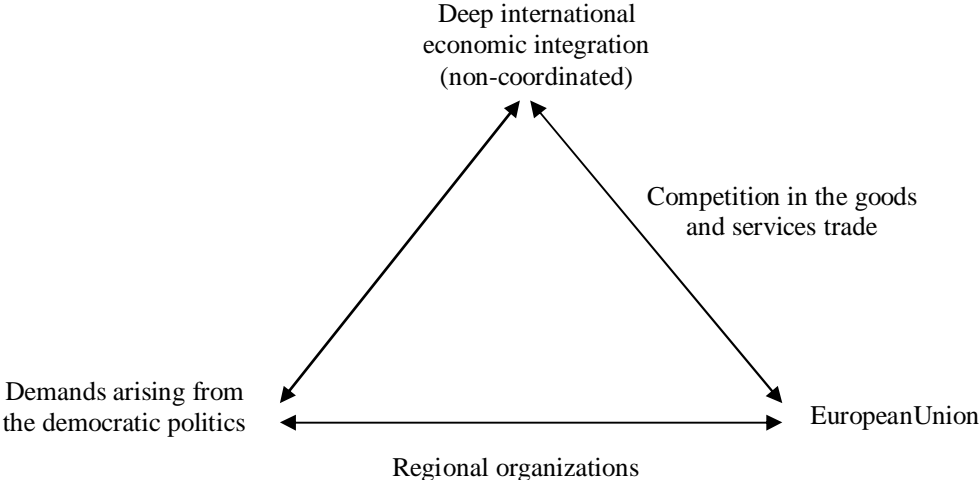 Deep international
economic integration
(non-coordinated)
Competition in the goods
and services trade
Demands arising from
the democratic politics
EuropeanUnion
Regional organizations